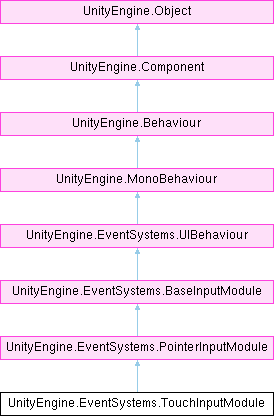 UnityEngine.Object
UnityEngine.Component
UnityEngine.Behaviour
UnityEngine.MonoBehaviour
UnityEngine.EventSystems.UIBehaviour
UnityEngine.EventSystems.BaseInputModule
UnityEngine.EventSystems.PointerInputModule
UnityEngine.EventSystems.TouchInputModule